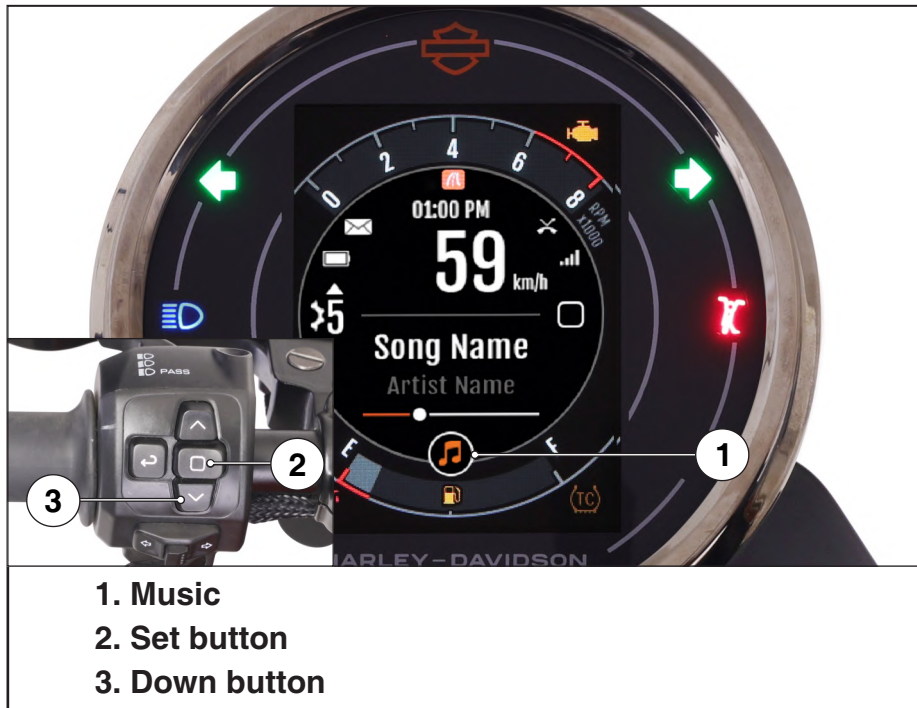 0 2 4 6 8
RPM
x1000
01:00 PM
59 km/h
5
Song Name
Artist Name
E F
TC
PASS
1
2
3
HARLEY-DAVIDSON
1. Music
2. Set button
3. Down button